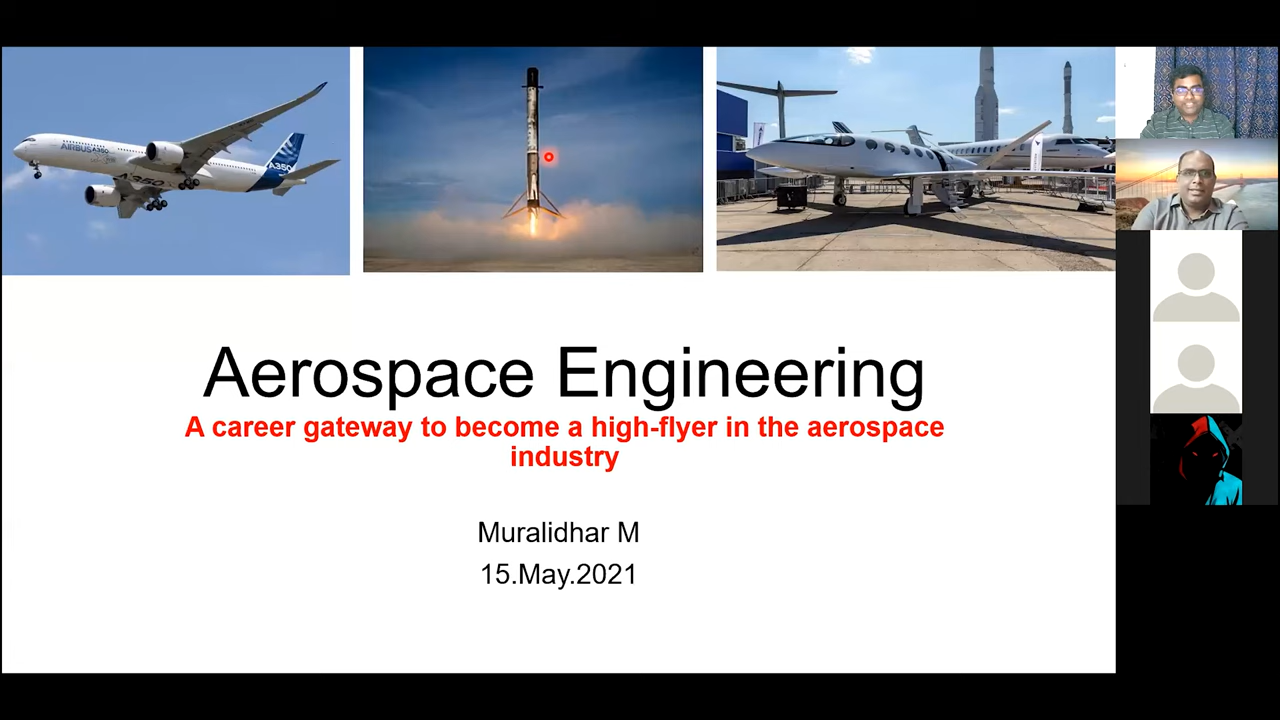 AIRBUS A350
A350
A350
Aerospace Engineering
A career gateway to become a high-flyer in the aerospace
industry
Muralidhar M
15.May.2021